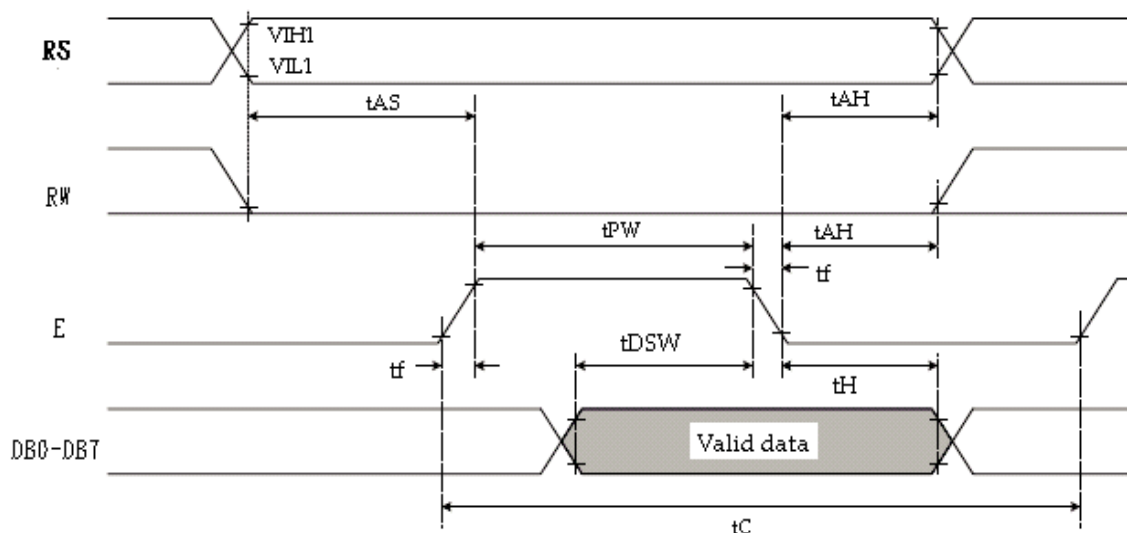 RS
VIH1
VIL1
tAS
tAH
RW
tPW
tAH
tf
E
tDSW
tf
tH
DB0-DB7
Valid data
tC